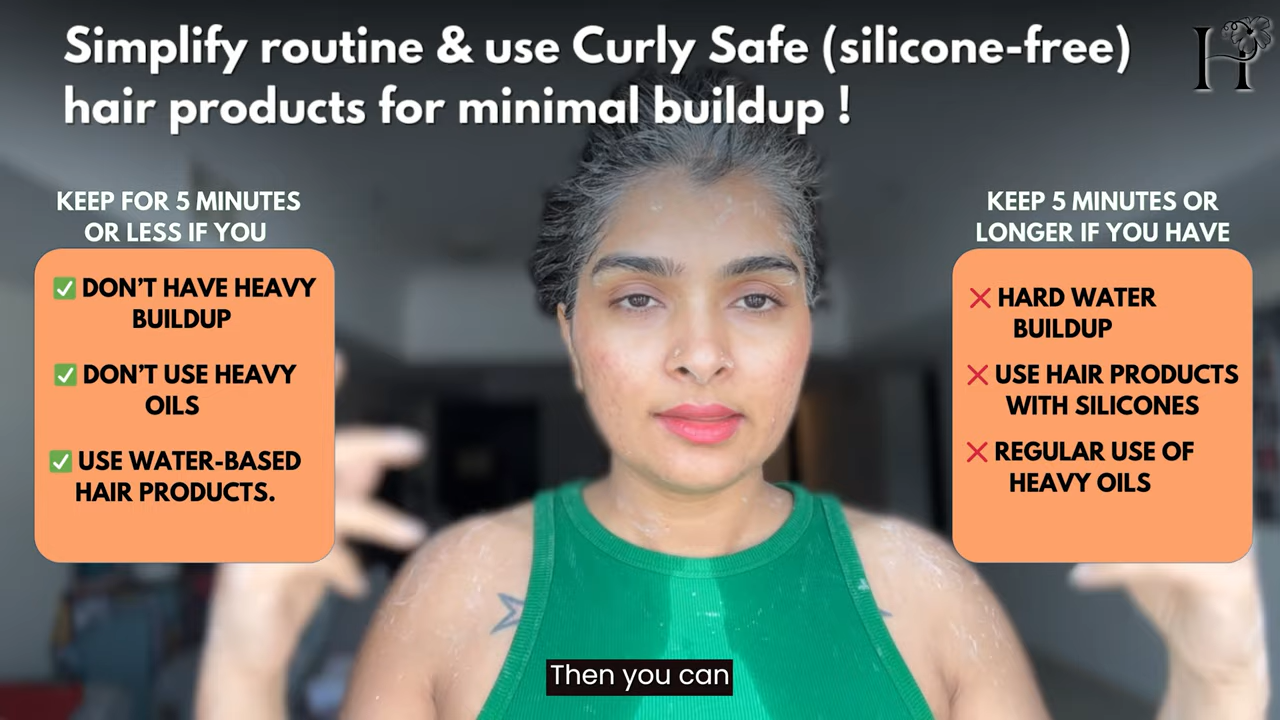 Simplify routine & use Curly Safe (silicone-free)
hair products for minimal buildup !
H
KEEP FOR 5 MINUTES
OR LESS IF YOU
✅ DON'T HAVE HEAVY
BUILDUP
✅ DON'T USE HEAVY
OILS
✅ USE WATER-BASED
HAIR PRODUCTS.
KEEP 5 MINUTES OR
LONGER IF YOU HAVE
❌ HARD WATER
BUILDUP
❌ USE HAIR PRODUCTS
WITH SILICONES
❌ REGULAR USE OF
HEAVY OILS
Then you can